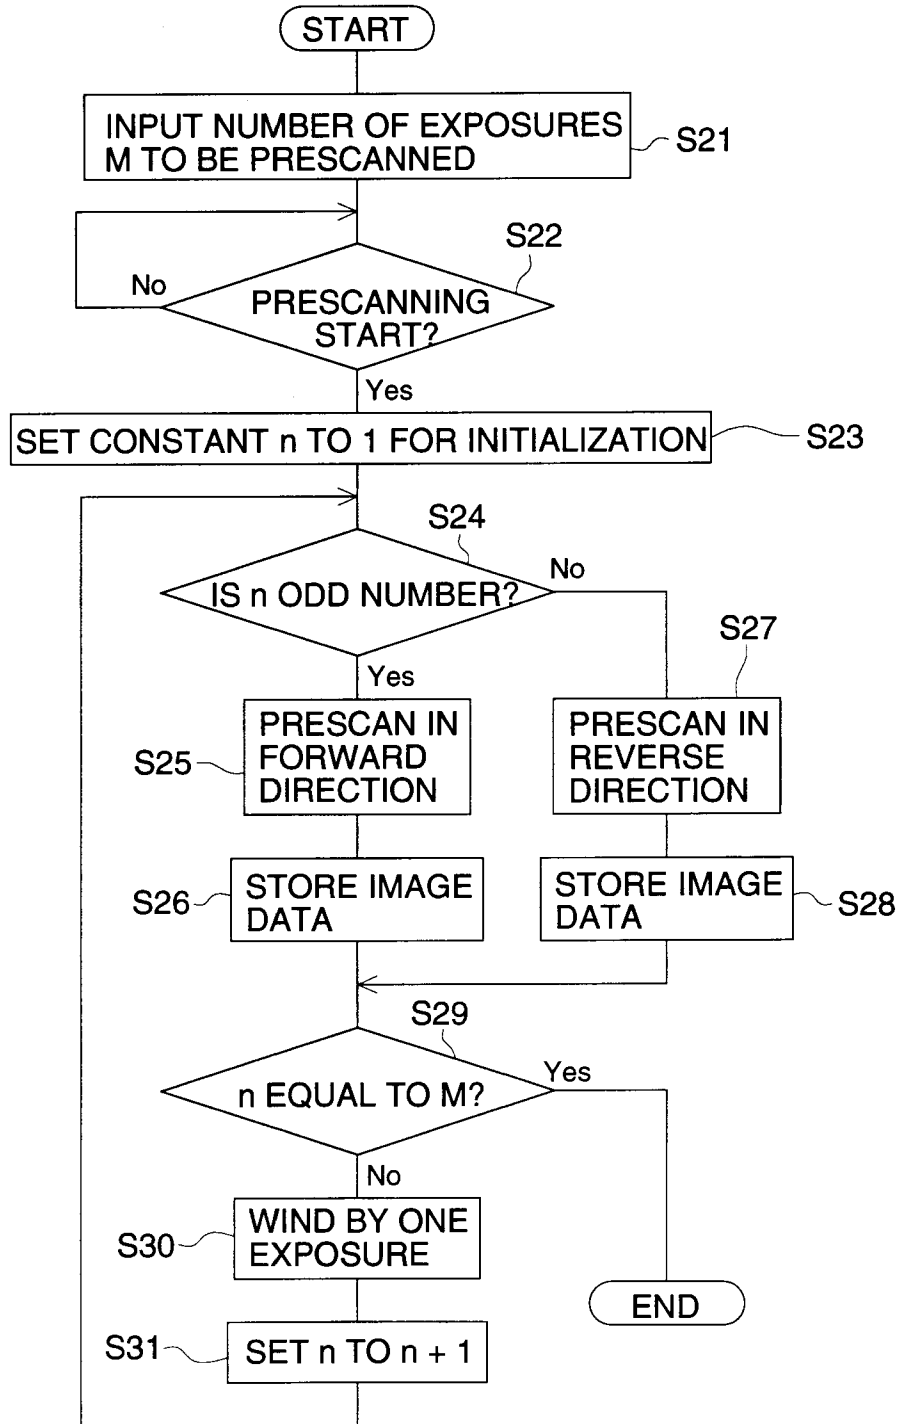 START
INPUT NUMBER OF EXPOSURES
M TO BE PRESCANNED
S21
S22
No
PRESCANNING
START?
Yes
SET CONSTANT n TO 1 FOR INITIALIZATION
S23
S24
IS n ODD NUMBER?
No
Yes
S27
S25
PRESCAN IN
FORWARD
DIRECTION
PRESCAN IN
REVERSE
DIRECTION
S26
STORE IMAGE
DATA
STORE IMAGE
DATA
S28
S29
n EQUAL TO M?
Yes
No
S30
WIND BY ONE
EXPOSURE
END
S31
SET n TO n + 1